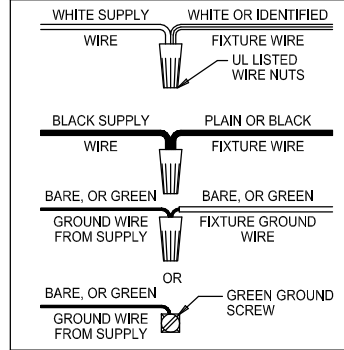 WHITE SUPPLY WHITE OR IDENTIFIED
WIRE FIXTURE WIRE
UL LISTED
WIRE NUTS
BLACK SUPPLY PLAIN OR BLACK
WIRE FIXTURE WIRE
BARE, OR GREEN BARE, OR GREEN
GROUND WIRE FIXTURE GROUND
FROM SUPPLY WIRE
OR
BARE, OR GREEN GREEN GROUND
GROUND WIRE SCREW
FROM SUPPLY